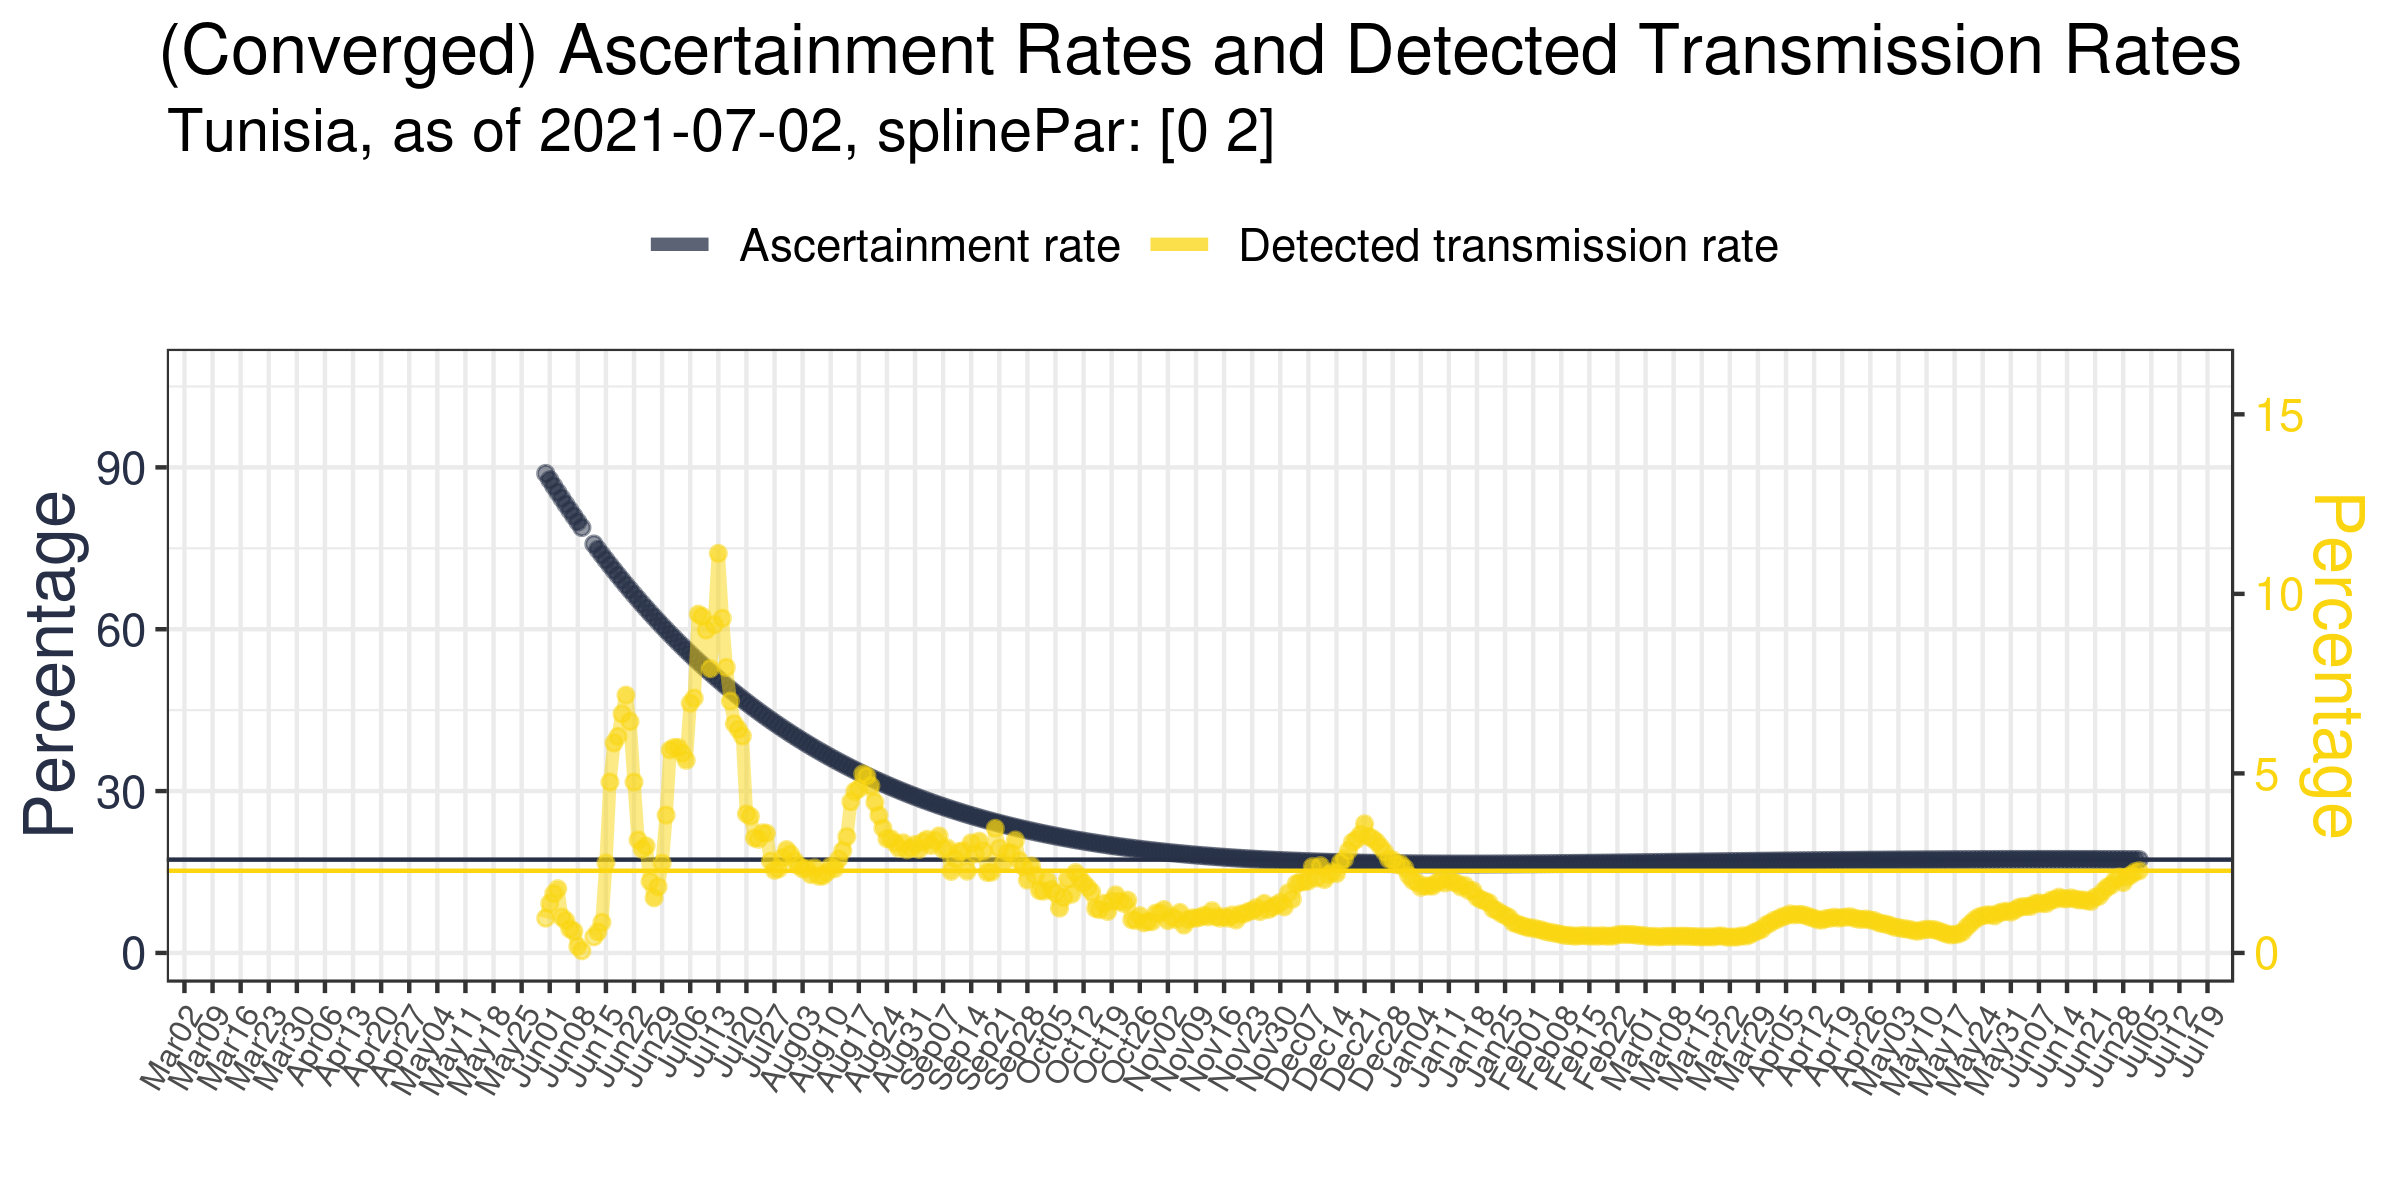 (Converged) Ascertainment Rates and Detected Transmission Rates
Tunisia, as of 2021-07-02, splinePar: [0 2]
Ascertainment rate
Detected transmission rate
Percentage
90
60
30
0
15
10
5
0
Percentage
Mar02
Mar09
Mar16
Mar23
Mar30
Apr06
Apr13
Apr20
Apr27
May04
May11
May18
May25
Jun01
Jun08
Jun15
Jun22
Jun29
Jul06
Jul13
Jul20
Jul27
Aug03
Aug10
Aug17
Aug24
Aug31
Sep07
Sep14
Sep21
Sep28
Oct05
Oct12
Oct19
Oct26
Nov02
Nov09
Nov16
Nov23
Nov30
Dec07
Dec14
Dec21
Dec28
Jan04
Jan11
Jan18
Jan25
Feb01
Feb08
Feb15
Feb22
Mar01
Mar08
Mar15
Mar22
Mar29
Apr05
Apr12
Apr19
Apr26
May03
May10
May17
May24
May31
Jun07
Jun14
Jun21
Jun28
Jul05
Jul12
Jul19